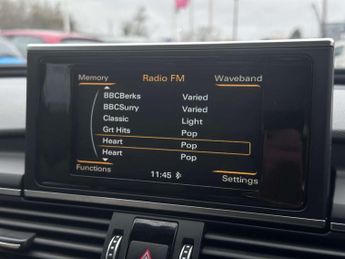 Memory Radio FM Waveband
BBCBerks Varied
BBCSurry Varied
Classic Light
Grt Hits Pop
Heart Pop
Heart Pop
Functions 11:45 Settings